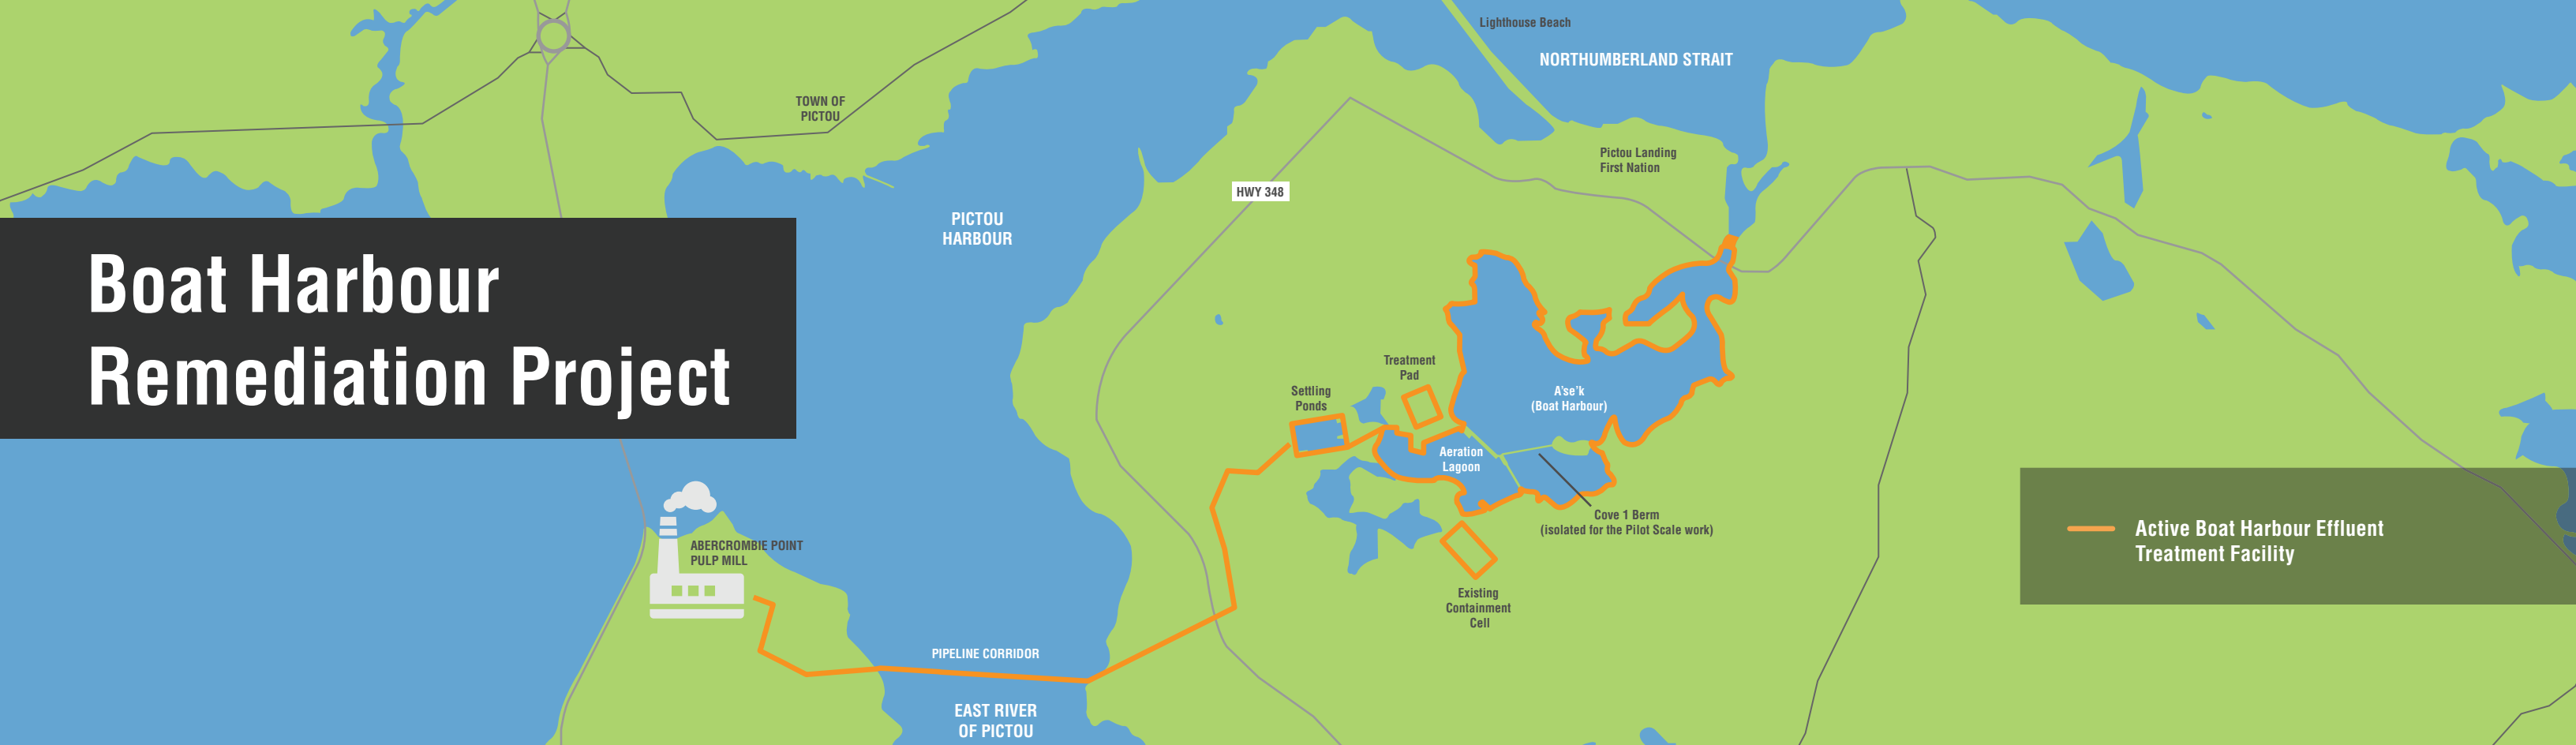 Lighthouse Beach
NORTHUMBERLAND STRAIT
TOWN OF
PICTOU
Pictou Landing
First Nation
HWY 348
PICTOU
HARBOUR
Boat Harbour
Remediation Project
Treatment
Pad
Settling
Ponds
A’se’k
(Boat Harbour)
Aeration
Lagoon
Cove 1 Berm
(isolated for the Pilot Scale work)
Active Boat Harbour Effluent
Treatment Facility
ABERCROMBIE POINT
PULP MILL
Existing
Containment
Cell
PIPELINE CORRIDOR
EAST RIVER
OF PICTOU